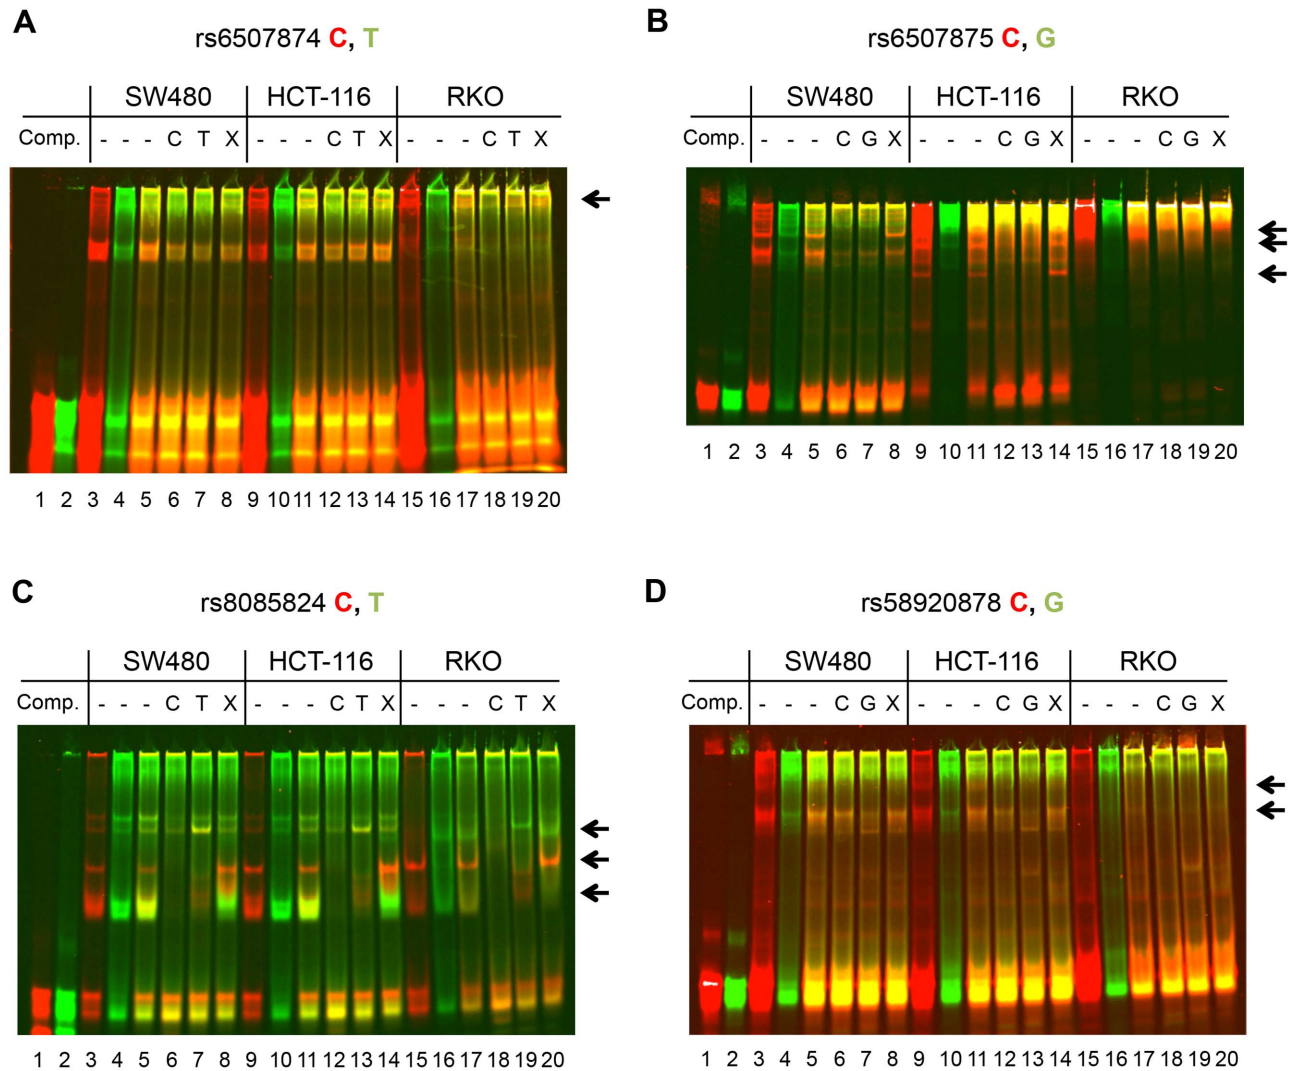 A
rs6507874 C, T
SW480 HCT-116 RKO
Comp. - - - C T X - - - C T X - - - C T X
1 2 3 4 5 6 7 8 9 10 11 12 13 14 15 16 17 18 19 20
B
rs6507875 C, G
SW480 HCT-116 RKO
Comp. - - - C G X - - - C G X - - - C G X
1 2 3 4 5 6 7 8 9 10 11 12 13 14 15 16 17 18 19 20
C
rs8085824 C, T
SW480 HCT-116 RKO
Comp. - - - C T X - - - C T X - - - C T X
1 2 3 4 5 6 7 8 9 10 11 12 13 14 15 16 17 18 19 20
D
rs58920878 C, G
SW480 HCT-116 RKO
Comp. - - - C G X - - - C G X - - - C G X
1 2 3 4 5 6 7 8 9 10 11 12 13 14 15 16 17 18 19 20